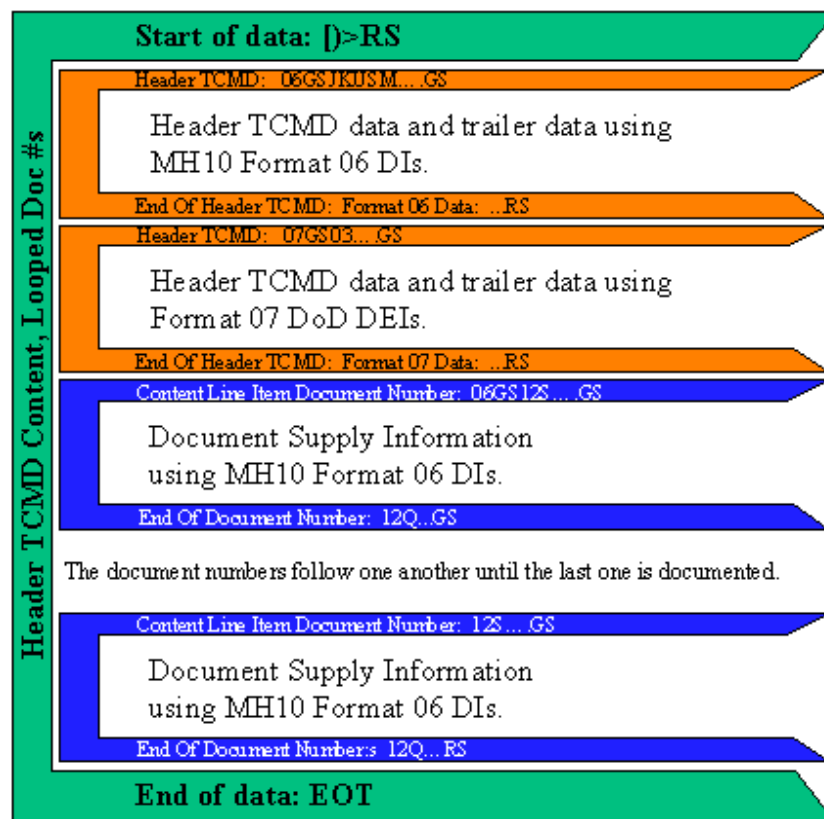 Start of data: [)>RS
Header TCMD Content, Looped Doc #s
Header TCMD: 06GSJKUSM... .GS
Header TCMD data and trailer data using
MH10 Format 06 DIs.
End Of Header TCMD: Format 06 Data: ...RS
Header TCMD: 07GS03... .GS
Header TCMD data and trailer data using
Format 07 DoD DEIs.
End Of Header TCMD: Format 07 Data: ...RS
Content Line Item Document Number: 06GS12S... .GS
Document Supply Information
using MH10 Format 06 DIs.
End Of Document Number: 12Q...GS
The document numbers follow one another until the last one is documented.
Content Line Item Document Number: 12S... .GS
Document Supply Information
using MH10 Format 06 DIs.
End Of Document Number:s 12Q...RS
End of data: EOT